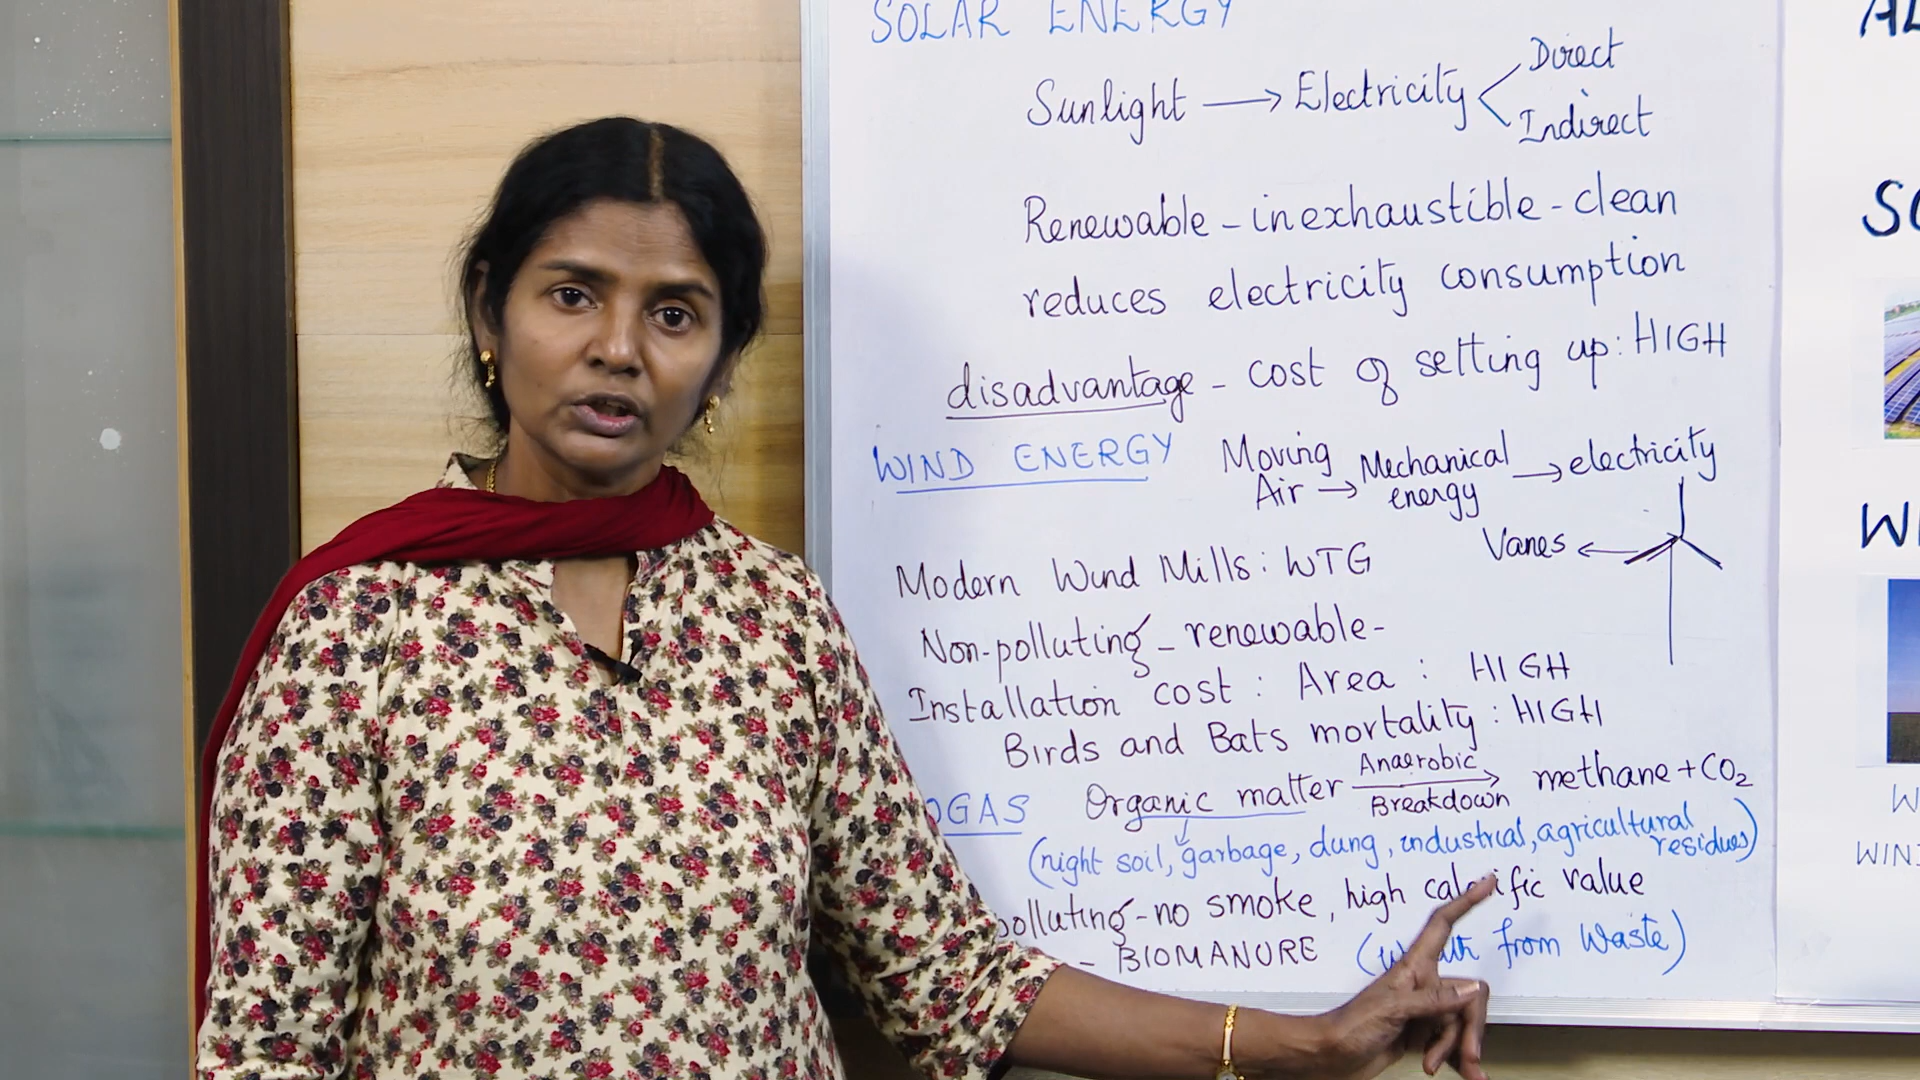 SOLAR ENERGY
Sunlight → Electricity < Direct
Indirect
Renewable - inexhaustible - clean
reduces electricity consumption
disadvantage - cost of setting up: HIGH
WIND ENERGY Moving Air → Mechanical energy → electricity
Vanes ←
Modern Wind Mills: WTG
Non-polluting - renewable -
Installation cost : Area : HIGH
Birds and Bats mortality : HIGH
OGAS Organic matter Anaerobic Breakdown → methane + CO2
(night soil, garbage, dung, industrial, agricultural residues)
polluting - no smoke, high calorific value
- BIOMANURE ( from Waste)
AL
SO
WI
W
WIN